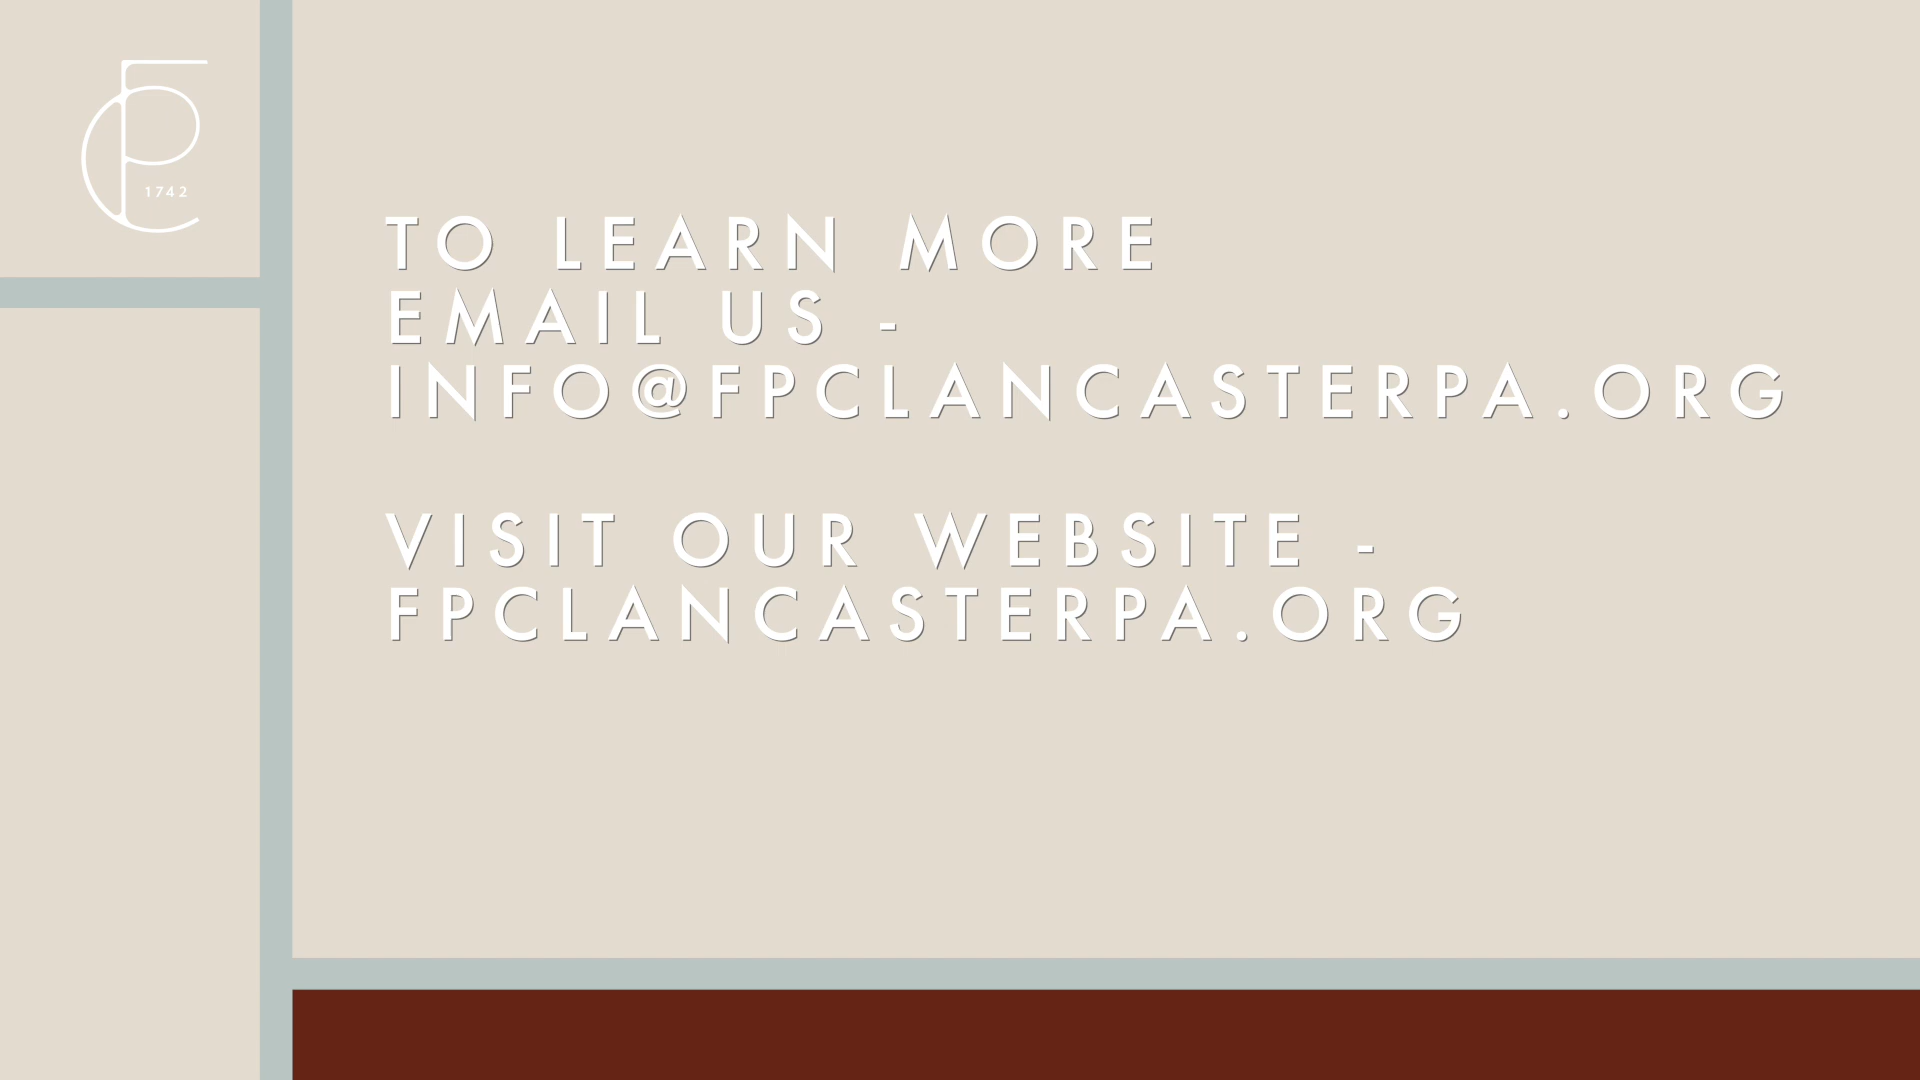 1742
TO LEARN MORE
EMAIL US -
INFO@FPCLANCASTERPA.ORG
VISIT OUR WEBSITE -
FPCLANCASTERPA.ORG